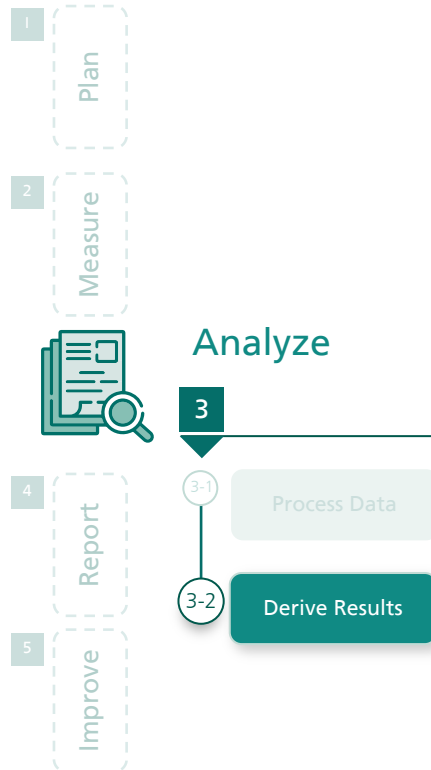 1
Plan
2
Measure
Analyze
3
3-1
Process Data
4
Report
3-2
Derive Results
5
Improve